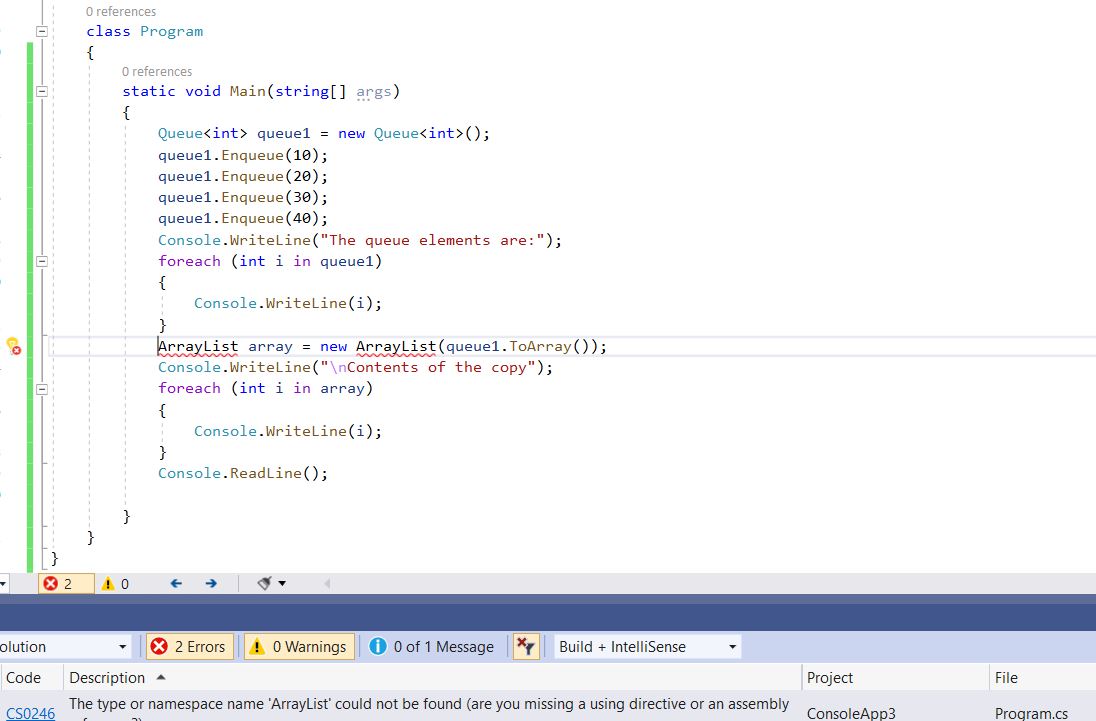 0 references
class Program
{
0 references
static void Main(string[] args)
{
Queue<int> queue1 = new Queue<int>();
queue1.Enqueue(10);
queue1.Enqueue(20);
queue1.Enqueue(30);
queue1.Enqueue(40);
Console.WriteLine("The queue elements are:");
foreach (int i in queue1)
{
Console.WriteLine(i);
}
ArrayList array = new ArrayList(queue1.ToArray());
Console.WriteLine("\nContents of the copy");
foreach (int i in array)
{
Console.WriteLine(i);
}
Console.ReadLine();
}
}
}
2 0
olution 2 Errors 0 Warnings 0 of 1 Message Build + IntelliSense
Code Description Project File
CS0246 The type or namespace name 'ArrayList' could not be found (are you missing a using directive or an assembly ConsoleApp3 Program.cs